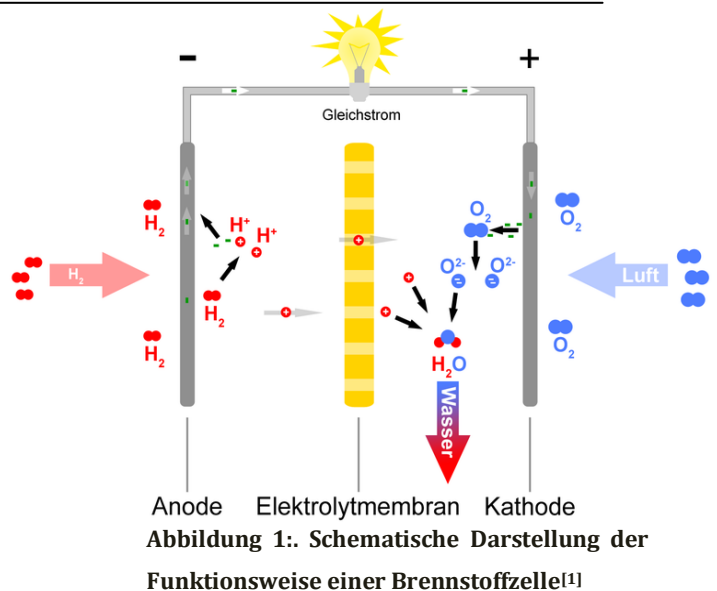 -
+
Gleichstrom
H2
H+
H+
O2
O2
H2
Luft
O2-
O2-
H2
H2
O2
H2O
Wasser
Anode
Elektrolytmembran
Kathode
Abbildung 1:. Schematische Darstellung der
Funktionsweise einer Brennstoffzelle[1]